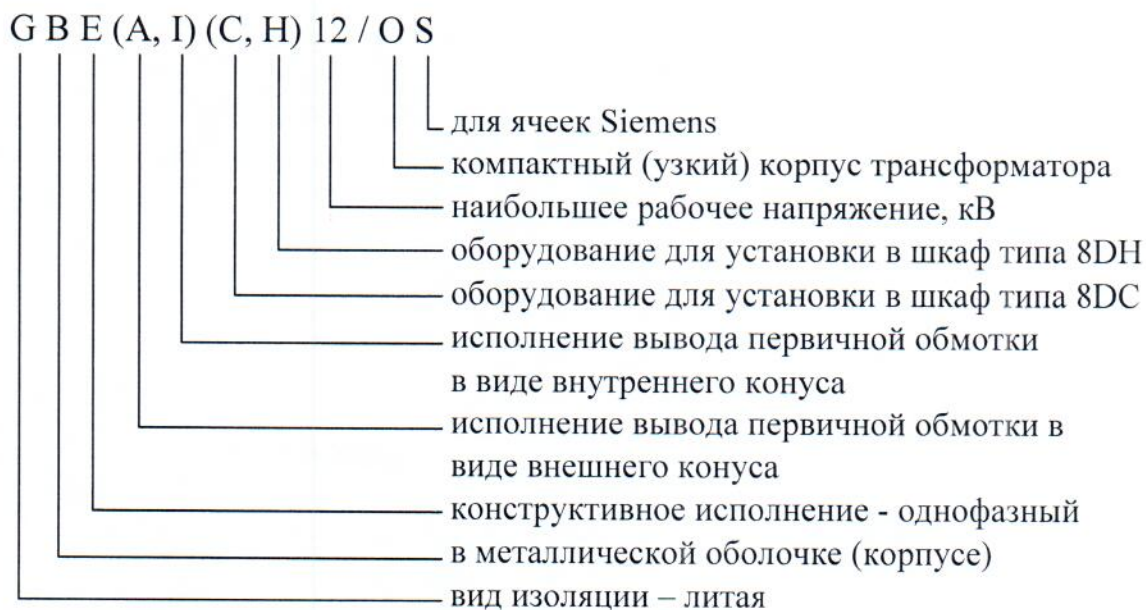 G B E (A, I) (C, H) 12 / O S
для ячеек Siemens
компактный (узкий) корпус трансформатора
наибольшее рабочее напряжение, кВ
оборудование для установки в шкаф типа 8DH
оборудование для установки в шкаф типа 8DC
исполнение вывода первичной обмотки
в виде внутреннего конуса
исполнение вывода первичной обмотки в
виде внешнего конуса
конструктивное исполнение - однофазный
в металлической оболочке (корпусе)
вид изоляции – литая